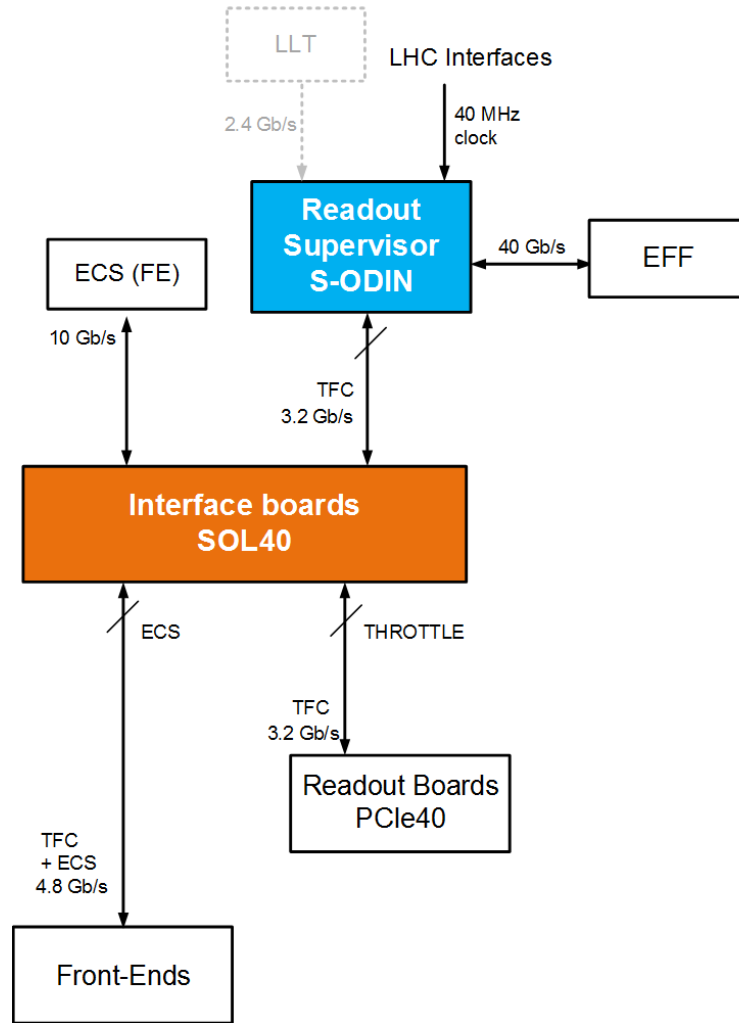 LLT
LHC Interfaces
2.4 Gb/s
40 MHz
clock
Readout
Supervisor
S-ODIN
40 Gb/s
EFF
ECS (FE)
10 Gb/s
TFC
3.2 Gb/s
Interface boards
SOL40
ECS
THROTTLE
TFC
3.2 Gb/s
Readout Boards
PCIe40
TFC
+ ECS
4.8 Gb/s
Front-Ends